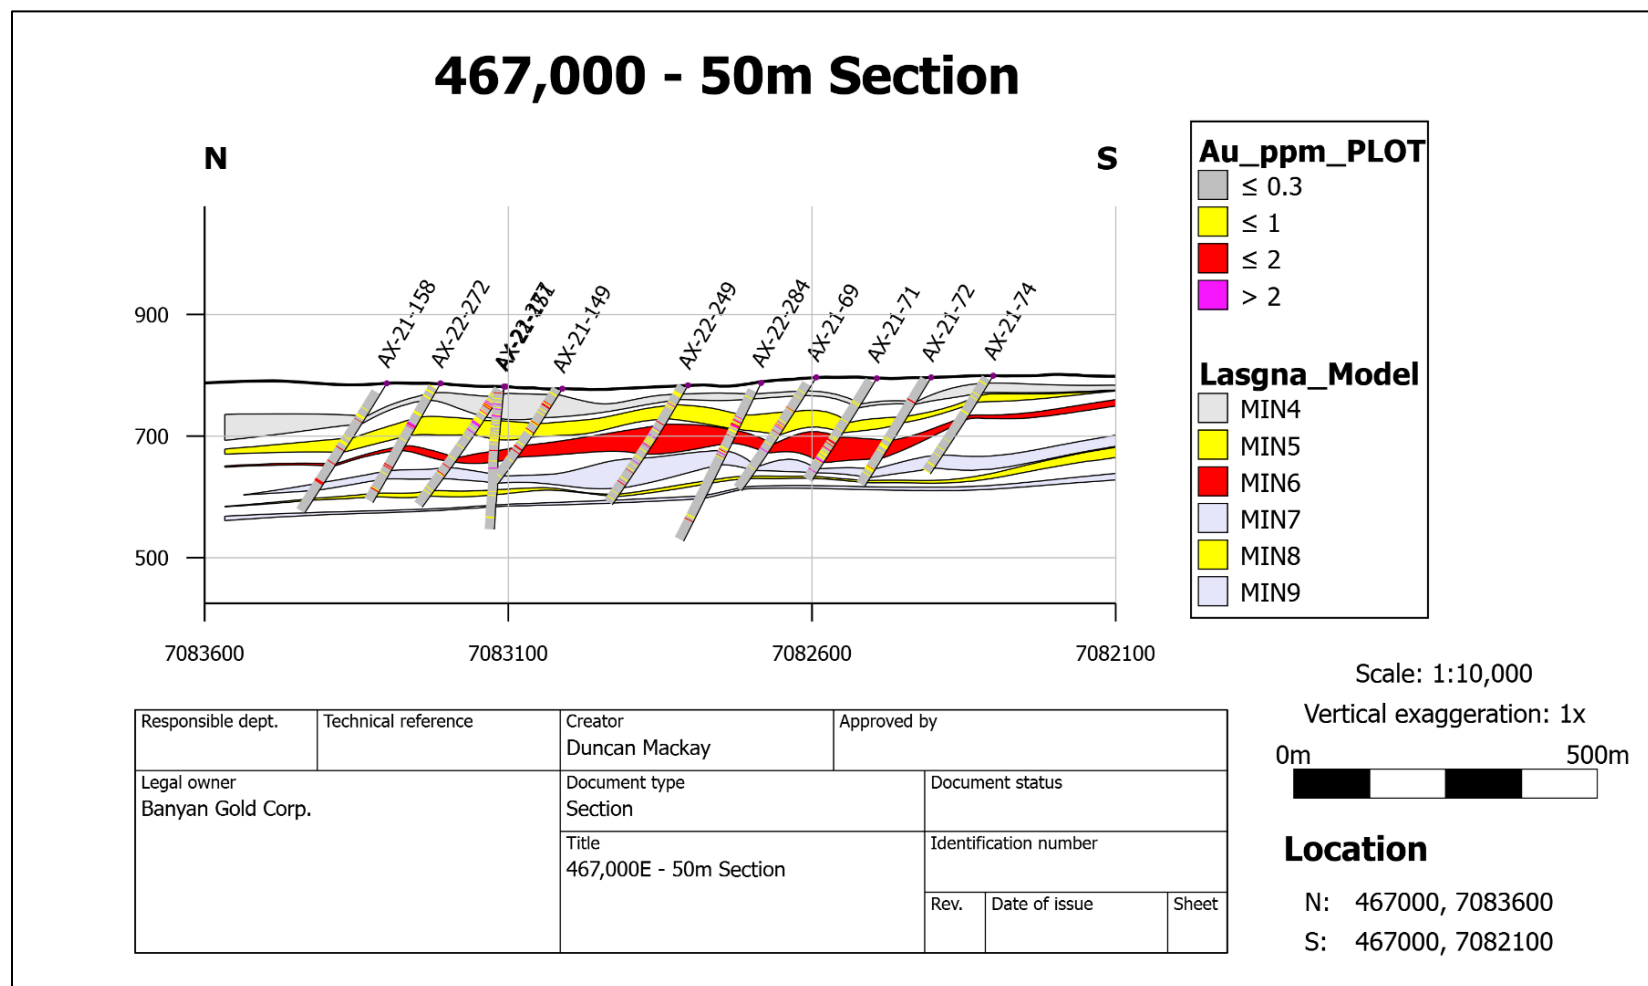 467,000 - 50m Section
N
S
Au_ppm_PLOT
≤ 0.3
≤ 1
≤ 2
> 2
Lasgna_Model
MIN4
MIN5
MIN6
MIN7
MIN8
MIN9
AX-21-158
AX-22-272
AX-21-149
AX-22-249
AX-22-284
AX-21-69
AX-21-71
AX-21-72
AX-21-74
900
700
500
7083600
7083100
7082600
7082100
Scale: 1:10,000
Vertical exaggeration: 1x
0m
500m
Location
N: 467000, 7083600
S: 467000, 7082100
Responsible dept.
Technical reference
Creator
Duncan Mackay
Approved by
Legal owner
Banyan Gold Corp.
Document type
Section
Document status
Title
467,000E - 50m Section
Identification number
Rev.
Date of issue
Sheet